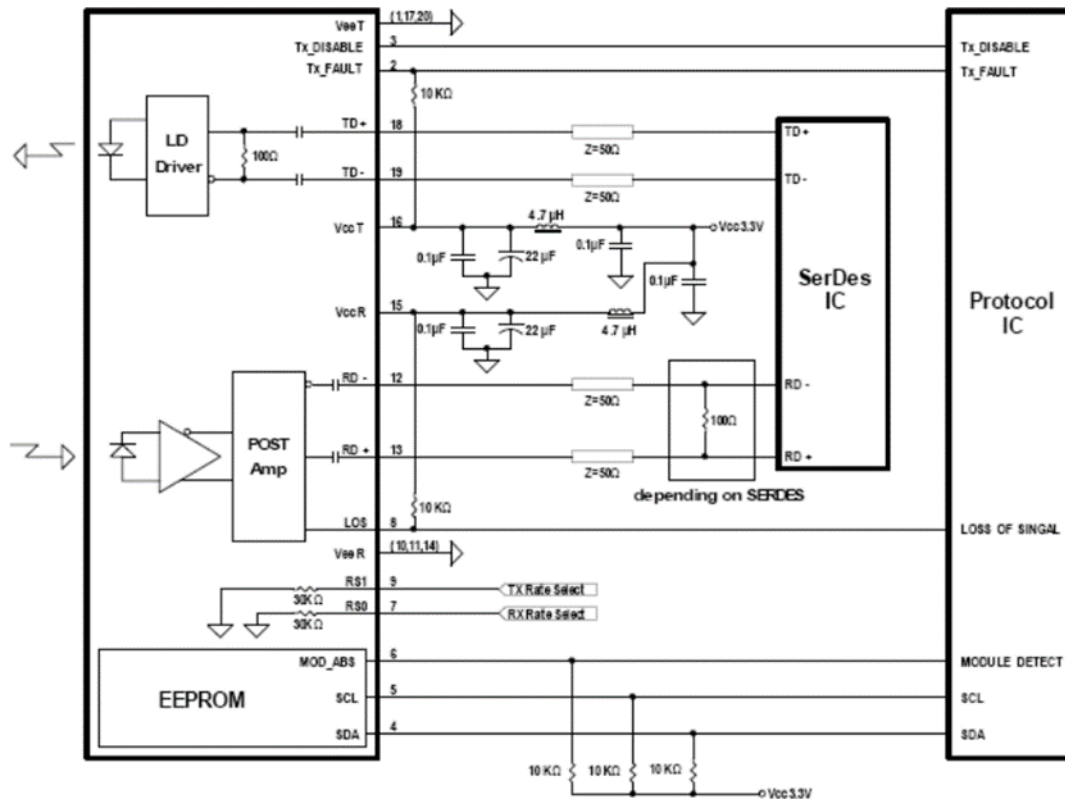 VeeT (1,17,20)
Tx_DISABLE 3 Tx_DISABLE
Tx_FAULT 2 Tx_FAULT
10 KΩ
LD
Driver
100Ω
TD+ 18 Z=50Ω TD+
TD- 19 Z=50Ω TD-
VccT 16 4.7 µH Vcc3.3V
0.1µF 22 µF 0.1µF
0.1µF
SerDes
IC
Protocol
IC
VccR 15
0.1µF 22 µF 4.7 µH
RD - 12 Z=50Ω RD -
100Ω
POST
Amp
RD + 13 Z=50Ω RD +
depending on SERDES
10 KΩ
LOS 8 LOSS OF SINGAL
VeeR (10,11,14)
RS1 9 TX Rate Select
30KΩ
RS0 7 RX Rate Select
30KΩ
EEPROM
MOD_ABS 6 MODULE DETECT
SCL 5 SCL
SDA 4 SDA
10 KΩ 10 KΩ 10 KΩ
Vcc3.3V